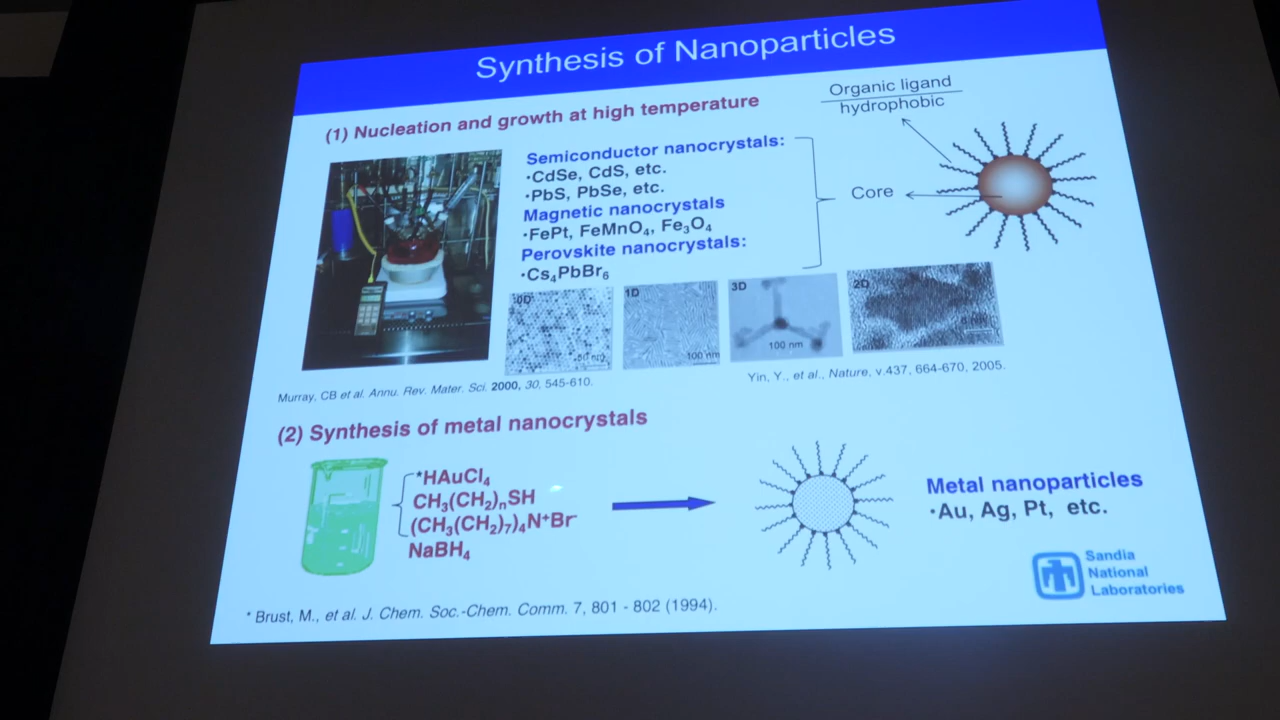 Synthesis of Nanoparticles
(1) Nucleation and growth at high temperature
Organic ligand
hydrophobic
Semiconductor nanocrystals:
•CdSe, CdS, etc.
•PbS, PbSe, etc.
Magnetic nanocrystals
•FePt, FeMnO₄, Fe₃O₄
Perovskite nanocrystals:
•Cs₄PbBr₆
Core
0D
50 nm
1D
100 nm
3D
100 nm
2D
Murray, CB et al. Annu. Rev. Mater. Sci. 2000, 30, 545-610.
Yin, Y., et al., Nature, v.437, 664-670, 2005.
(2) Synthesis of metal nanocrystals
*HAuCl₄
CH₃(CH₂)ₙSH
(CH₃(CH₂)₇)₄N⁺Br⁻
NaBH₄
Metal nanoparticles
•Au, Ag, Pt, etc.
Sandia
National
Laboratories
* Brust, M., et al. J. Chem. Soc.-Chem. Comm. 7, 801 - 802 (1994).